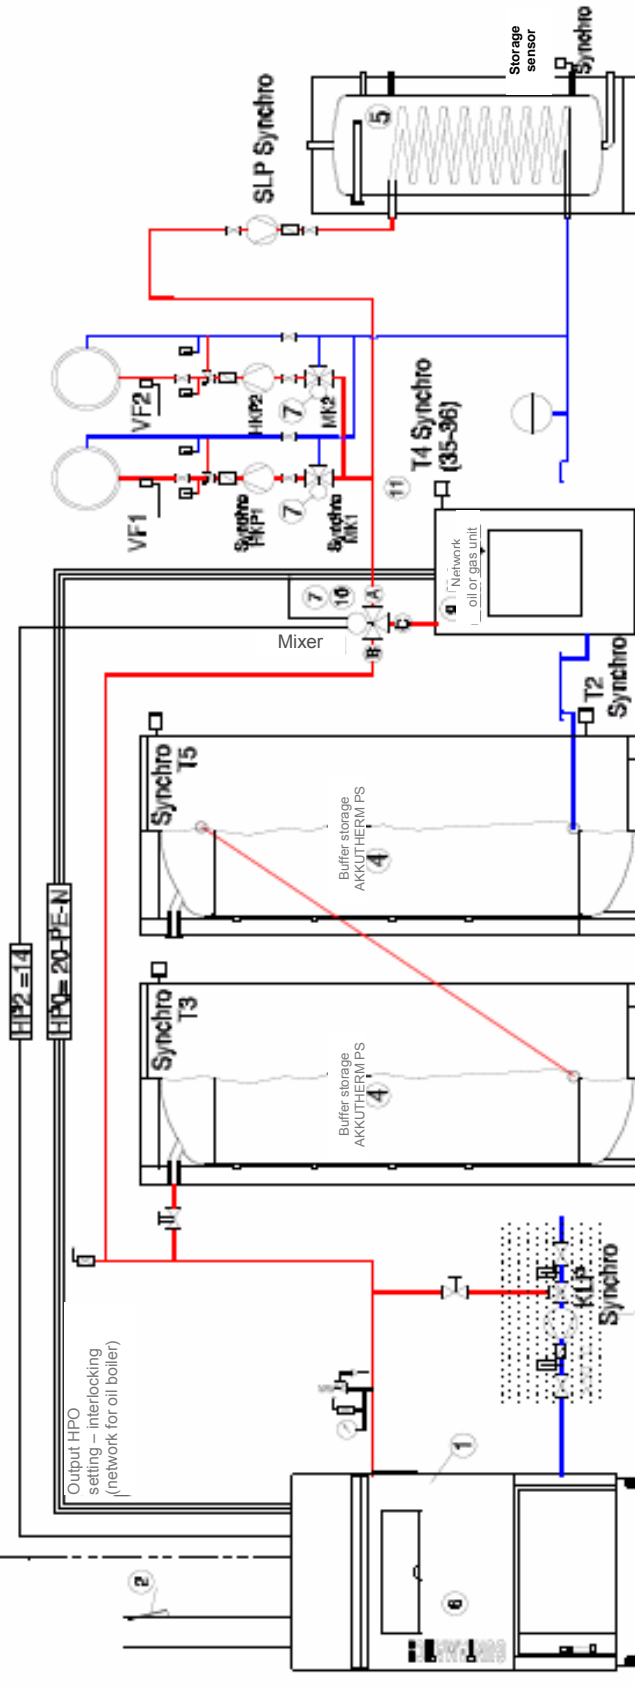 Storage
sensor
Synchro
SLP Synchro
5
VF2
HKP2
7
MK2
VF1
Synchro
HKP1
7
Synchro
MK1
11
T4 Synchro
(35-86)
Network
oil or gas unit
7
10
A
B
C
Mixer
T2
Synchro
Synchro
T5
Buffer storage
AKKUTHERM PS
4
HP2 =14
HP0= 20-PE-N
Synchro
T3
Buffer storage
AKKUTHERM PS
4
KLP
Synchro
Output HPO
setting – interlocking
(network for oil boiler)
1
2
6